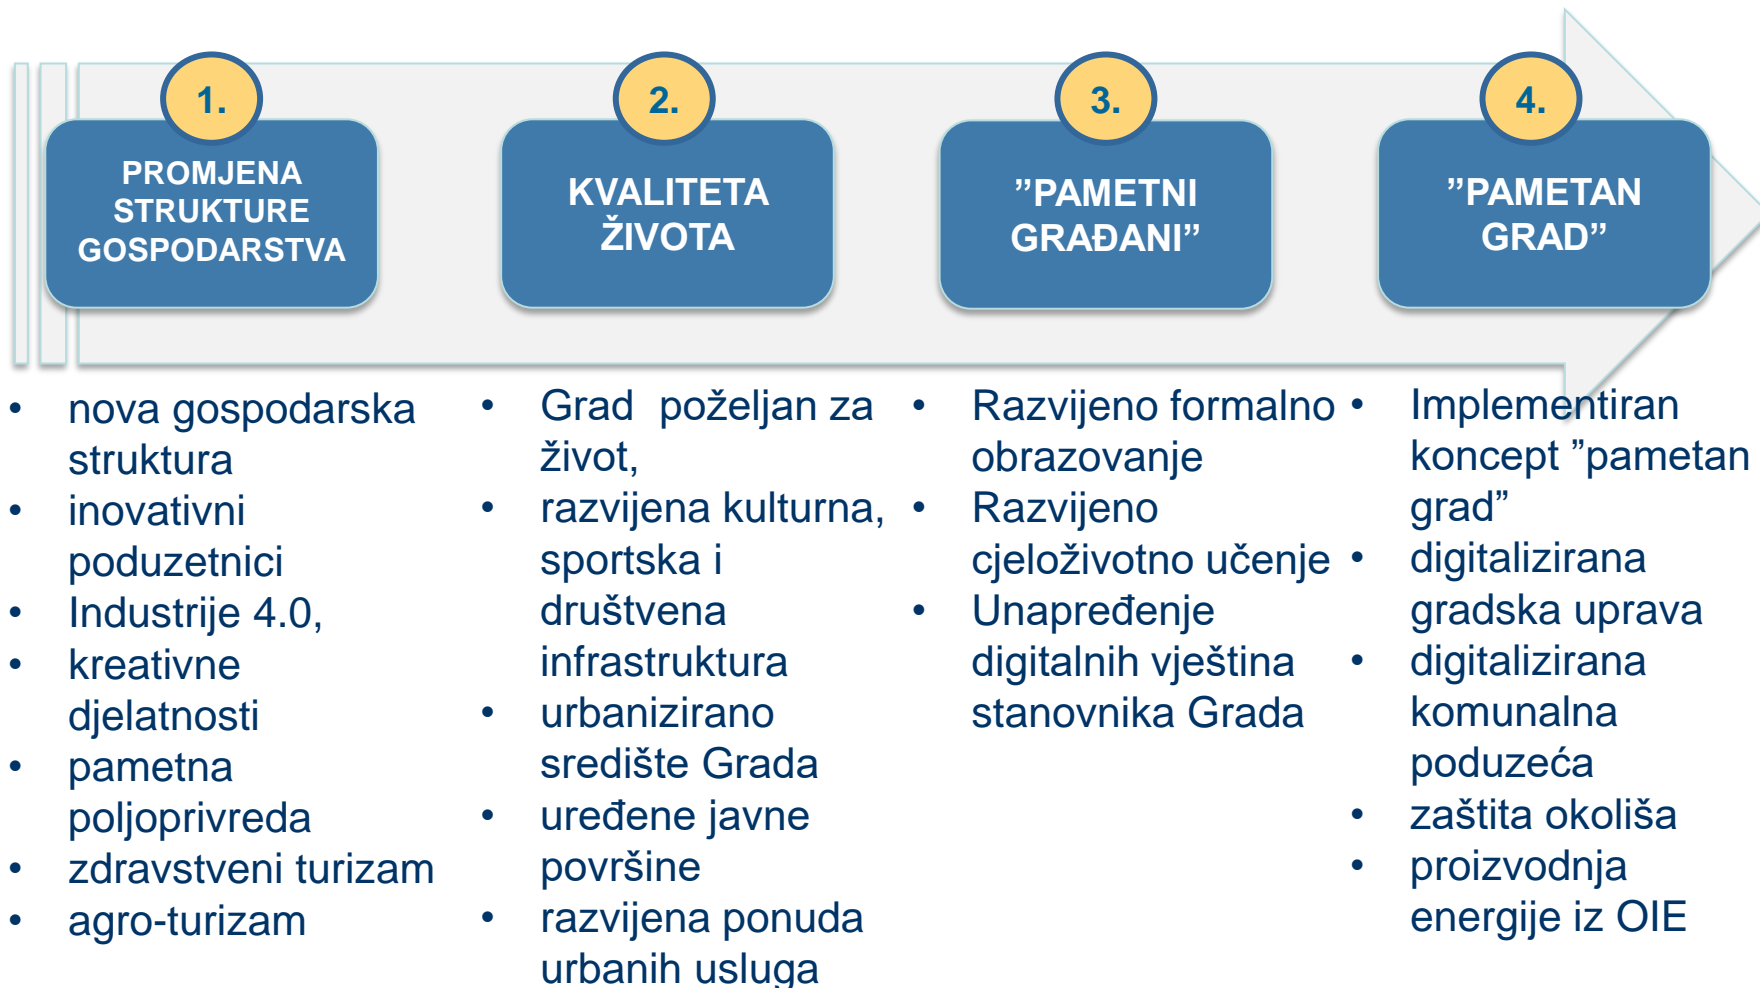 1.
PROMJENA
STRUKTURE
GOSPODARSTVA
2.
KVALITETA
ŽIVOTA
3.
”PAMETNI
GRAĐANI”
4.
”PAMETAN
GRAD”
• nova gospodarska
struktura
• inovativni
poduzetnici
• Industrije 4.0,
• kreativne
djelatnosti
• pametna
poljoprivreda
• zdravstveni turizam
• agro-turizam
• Grad  poželjan za
život,
• razvijena kulturna,
sportska i
društvena
infrastruktura
• urbanizirano
središte Grada
• uređene javne
površine
• razvijena ponuda
urbanih usluga
• Razvijeno formalno
obrazovanje
• Razvijeno
cjeloživotno učenje
• Unapređenje
digitalnih vještina
stanovnika Grada
• Implementiran
koncept ”pametan
grad”
• digitalizirana
gradska uprava
• digitalizirana
komunalna
poduzeća
• zaštita okoliša
• proizvodnja
energije iz OIE